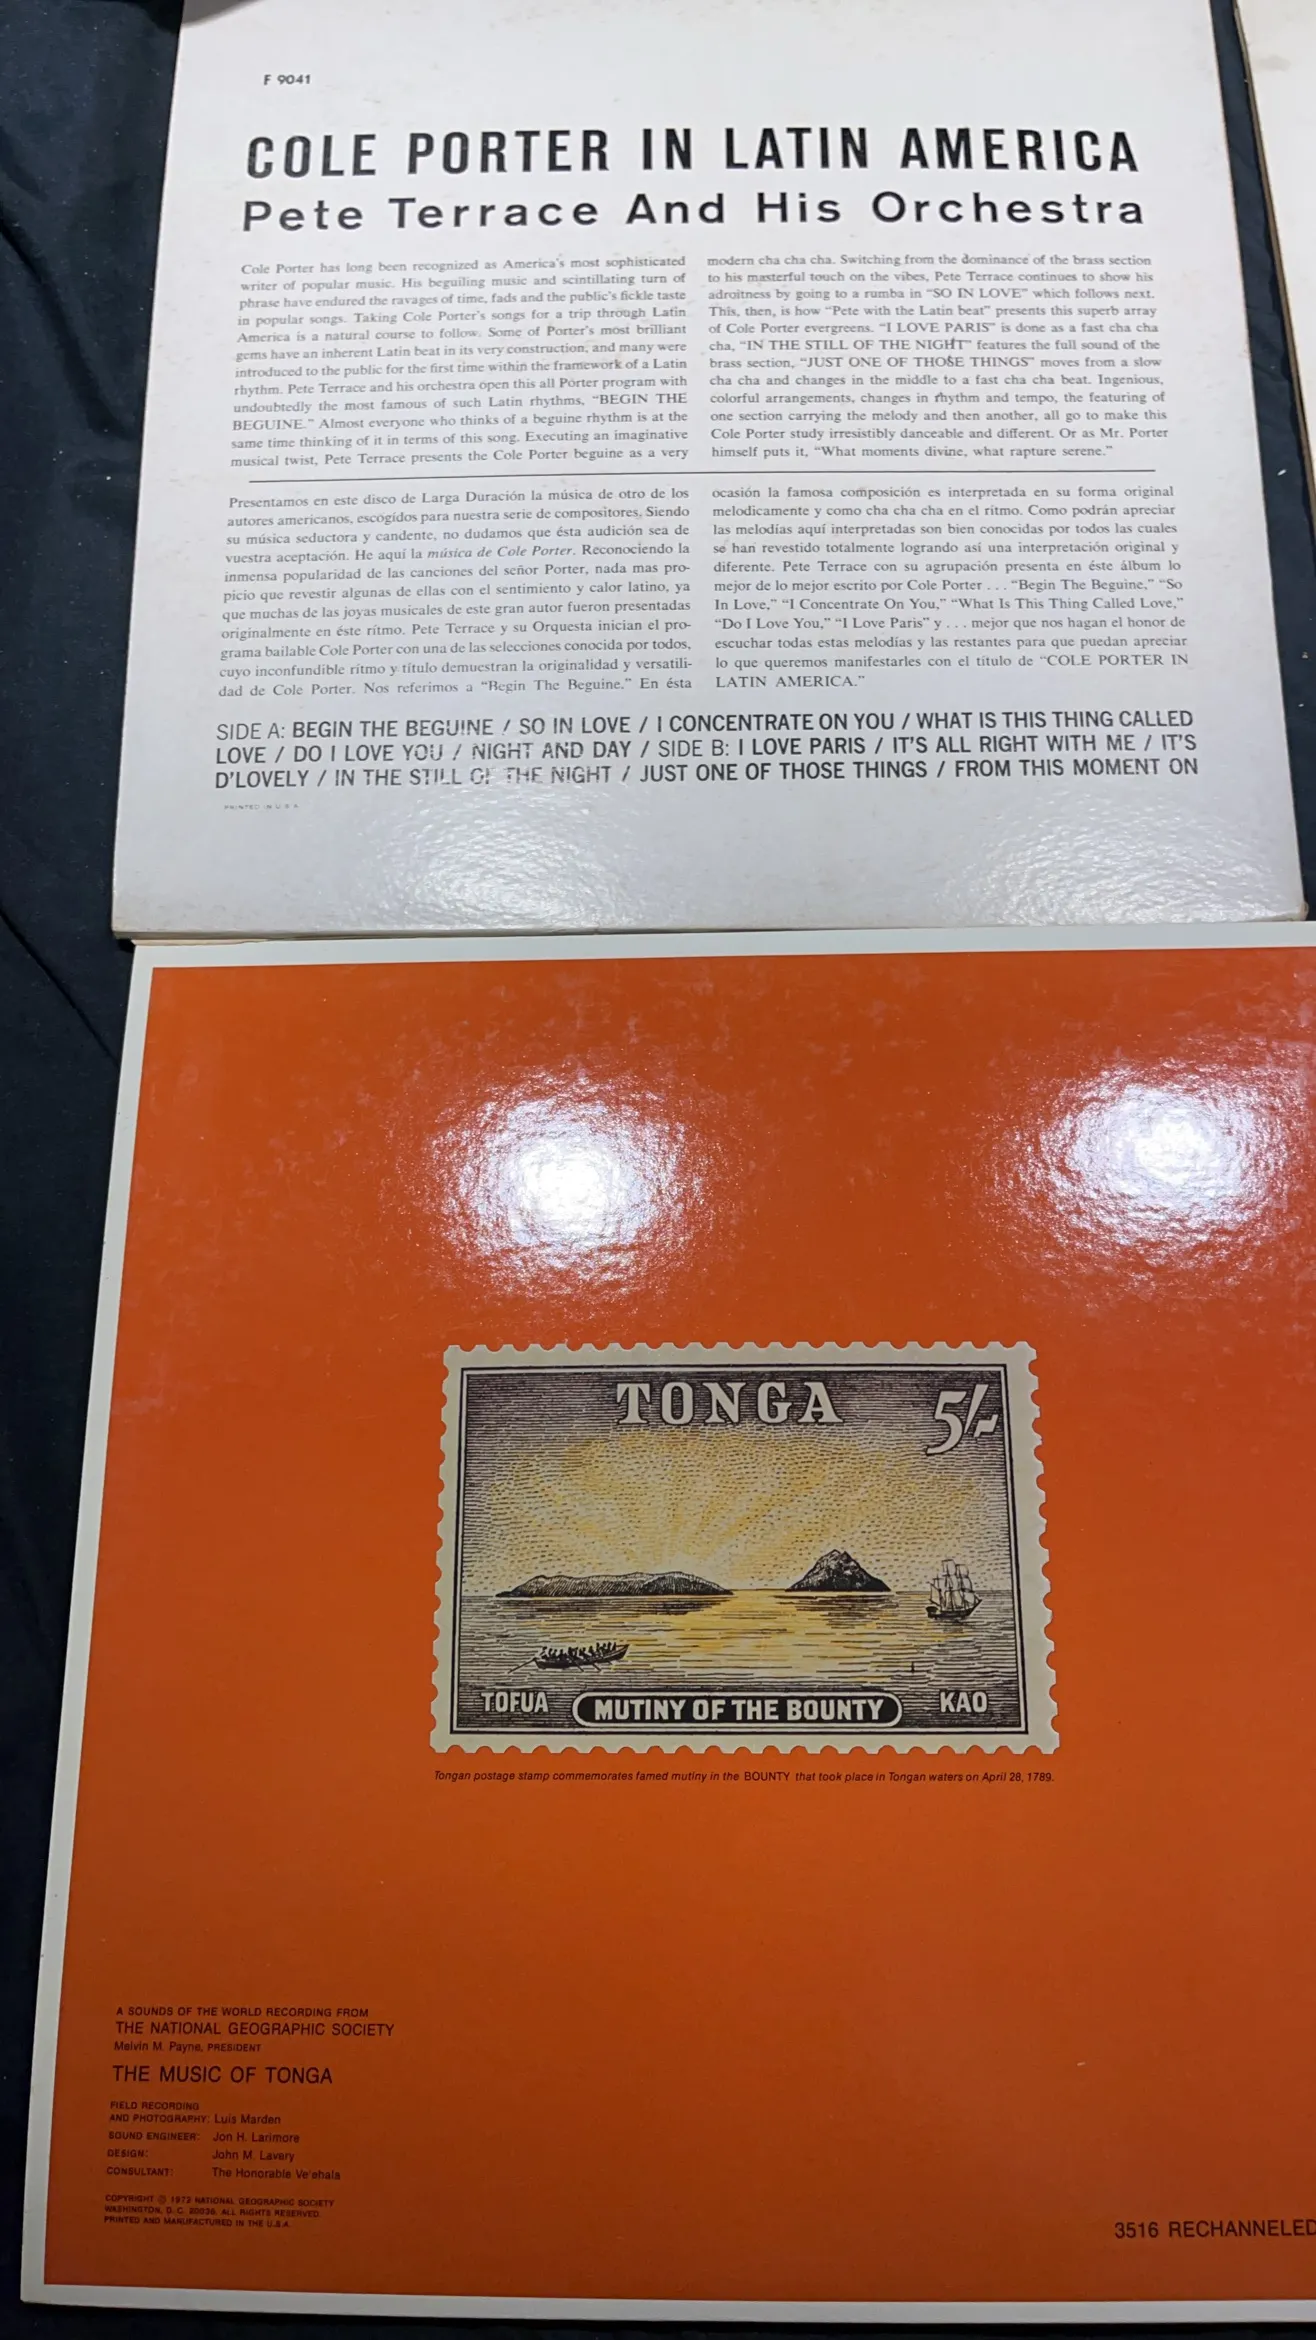 F 9041
COLE PORTER IN LATIN AMERICA
Pete Terrace And His Orchestra
Cole Porter has long been recognized as America's most sophisticated
writer of popular music. His beguiling music and scintillating turn of
phrase have endured the ravages of time, fads and the public's fickle taste
in popular songs. Taking Cole Porter's songs for a trip through Latin
America is a natural course to follow. Some of Porter's most brilliant
gems have an inherent Latin beat in its very construction, and many were
introduced to the public for the first time within the framework of a Latin
rhythm. Pete Terrace and his orchestra open this all Porter program with
undoubtedly the most famous of such Latin rhythms, “BEGIN THE
BEGUINE.” Almost everyone who thinks of a beguine rhythm is at the
same time thinking of it in terms of this song. Executing an imaginative
musical twist, Pete Terrace presents the Cole Porter beguine as a very
modern cha cha cha. Switching from the dominance of the brass section
to his masterful touch on the vibes, Pete Terrace continues to show his
adroitness by going to a rumba in “SO IN LOVE” which follows next.
This, then, is how “Pete with the Latin beat” presents this superb array
of Cole Porter evergreens. “I LOVE PARIS” is done as a fast cha cha
cha, “IN THE STILL OF THE NIGHT” features the full sound of the
brass section, “JUST ONE OF THOSE THINGS” moves from a slow
cha cha and changes in the middle to a fast cha cha beat. Ingenious,
colorful arrangements, changes in rhythm and tempo, the featuring of
one section carrying the melody and then another, all go to make this
Cole Porter study irresistibly danceable and different. Or as Mr. Porter
himself puts it, “What moments divine, what rapture serene.”
Presentamos en este disco de Larga Duración la música de otro de los
autores americanos, escogídos para nuestra serie de compositores. Siendo
su música seductora y candente, no dudamos que ésta audición sea de
vuestra aceptación. He aquí la música de Cole Porter. Reconociendo la
inmensa popularidad de las canciones del señor Porter, nada mas pro-
picio que revestir algunas de ellas con el sentimiento y calor latino, ya
que muchas de las joyas musicales de este gran autor fueron presentadas
originalmente en éste rítmo. Pete Terrace y su Orquesta inician el pro-
grama bailable Cole Porter con una de las selecciones conocida por todos,
cuyo inconfundible rítmo y título demuestran la originalidad y versatili-
dad de Cole Porter. Nos referimos a “Begin The Beguine.” En ésta
ocasión la famosa composición es interpretada en su forma original
melodicamente y como cha cha cha en el rítmo. Como podrán apreciar
las melodías aquí interpretadas son bien conocidas por todos las cuales
se han revestido totalmente logrando así una interpretación original y
diferente. Pete Terrace con su agrupación presenta en éste álbum lo
mejor de lo mejor escrito por Cole Porter . . . “Begin The Beguine,” “So
In Love,” “I Concentrate On You,” “What Is This Thing Called Love,”
“Do I Love You,” “I Love Paris” y . . . mejor que nos hagan el honor de
escuchar todas estas melodías y las restantes para que puedan apreciar
lo que queremos manifestarles con el título de “COLE PORTER IN
LATIN AMERICA.”
SIDE A: BEGIN THE BEGUINE / SO IN LOVE / I CONCENTRATE ON YOU / WHAT IS THIS THING CALLED
LOVE / DO I LOVE YOU / NIGHT AND DAY / SIDE B: I LOVE PARIS / IT'S ALL RIGHT WITH ME / IT'S
D'LOVELY / IN THE STILL OF THE NIGHT / JUST ONE OF THOSE THINGS / FROM THIS MOMENT ON
PRINTED IN U.S.A.
TONGA
5/-
TOFUA
MUTINY OF THE BOUNTY
KAO
Tongan postage stamp commemorates famed mutiny in the BOUNTY that took place in Tongan waters on April 28, 1789.
A SOUNDS OF THE WORLD RECORDING FROM
THE NATIONAL GEOGRAPHIC SOCIETY
Melvin M. Payne, PRESIDENT
THE MUSIC OF TONGA
FIELD RECORDING
AND PHOTOGRAPHY: Luis Marden
SOUND ENGINEER: Jon H. Larimore
DESIGN: John M. Lavery
CONSULTANT: The Honorable Ve'ehala
COPYRIGHT © 1972 NATIONAL GEOGRAPHIC SOCIETY
WASHINGTON, D. C. 20036. ALL RIGHTS RESERVED.
PRINTED AND MANUFACTURED IN THE U.S.A.
3516 RECHANNELED